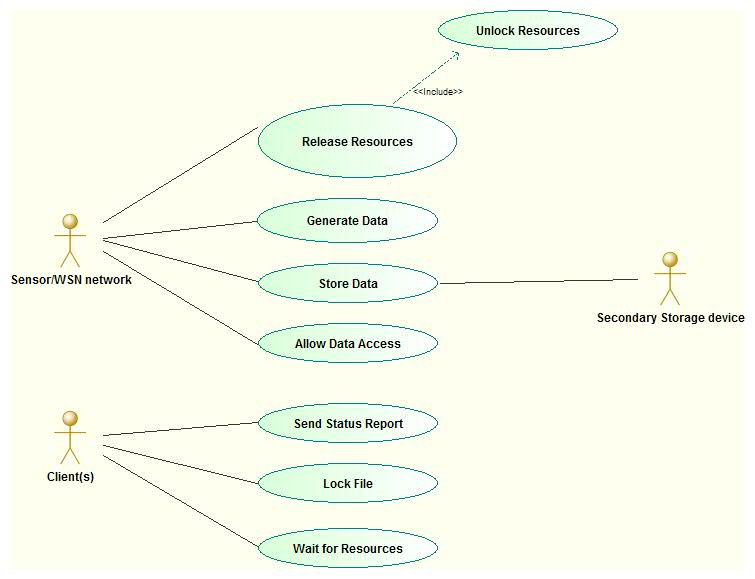 Unlock Resources
<<Include>>
Release Resources
Generate Data
Sensor/WSN network
Store Data
Secondary Storage device
Allow Data Access
Send Status Report
Client(s)
Lock File
Wait for Resources